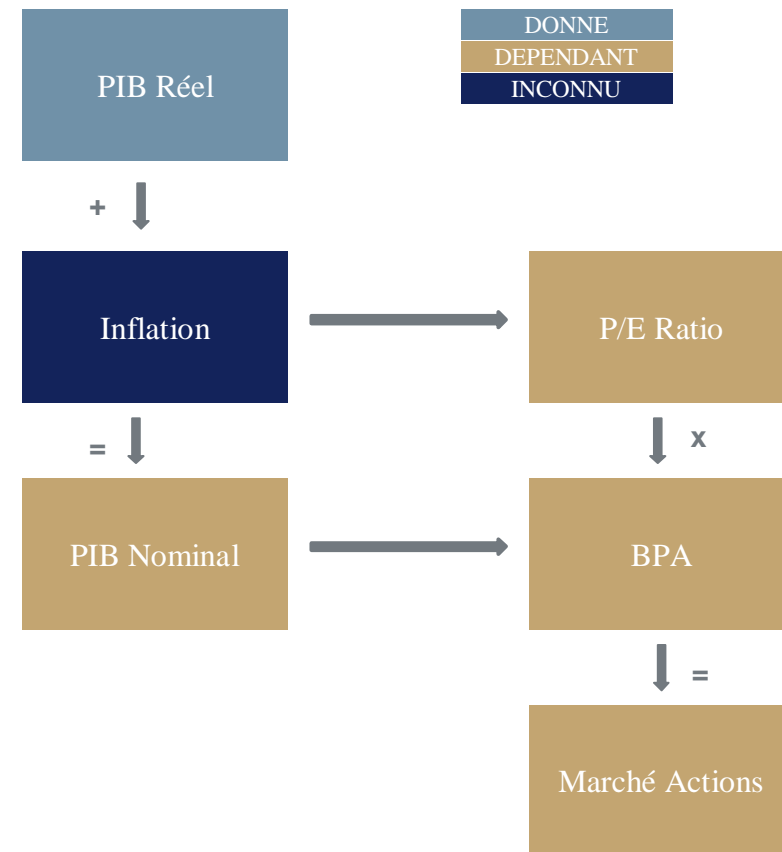 PIB Réel
DONNE
DEPENDANT
INCONNU
+
Inflation
P/E Ratio
=
x
PIB Nominal
BPA
=
Marché Actions